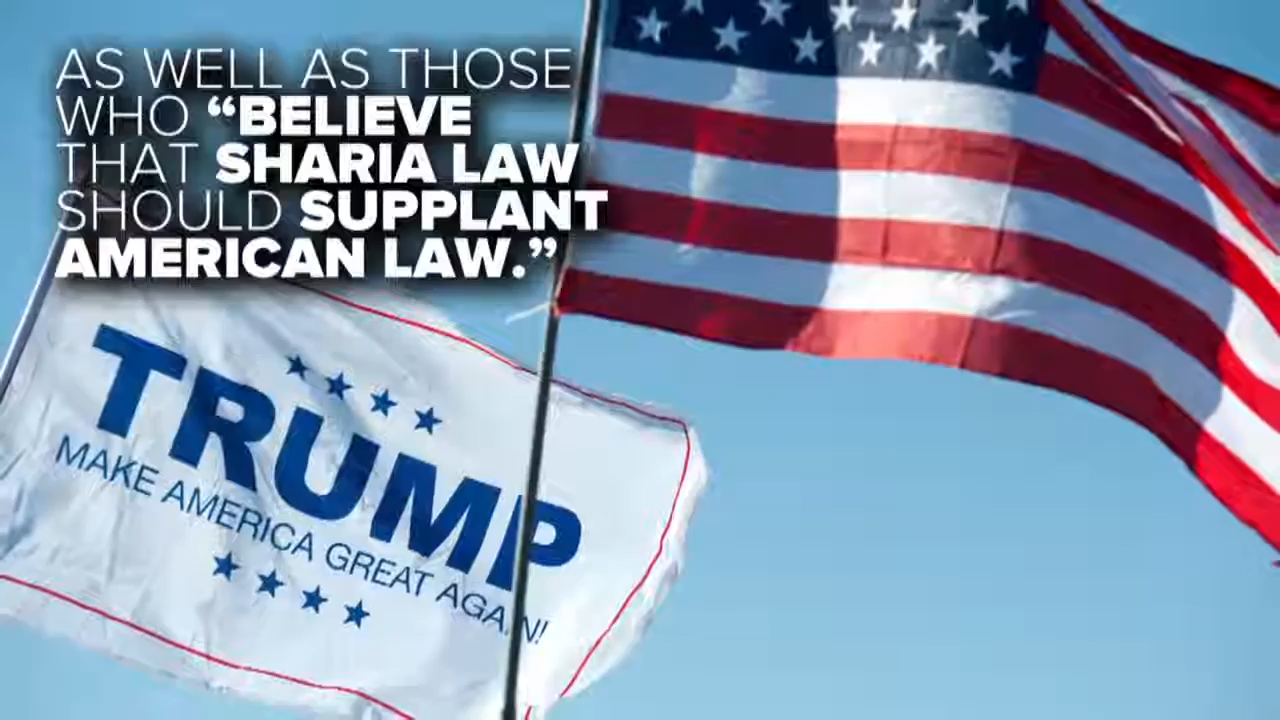 AS WELL AS THOSE
WHO “BELIEVE
THAT SHARIA LAW
SHOULD SUPPLANT
AMERICAN LAW.”
TRUMP
MAKE AMERICA GREAT AGAIN!